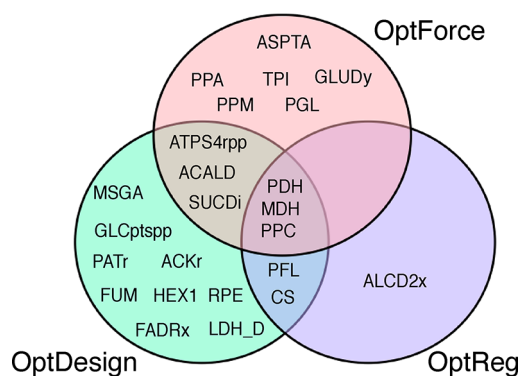 OptForce
ASPTA
PPA TPI GLUDy
PPM PGL
ATPS4rpp
ACALD
SUCDi
PDH
MDH
PPC
MSGA
GLCptspp
PATr ACKr
FUM HEX1 RPE
FADRx LDH_D
PFL
CS
ALCD2x
OptDesign
OptReg